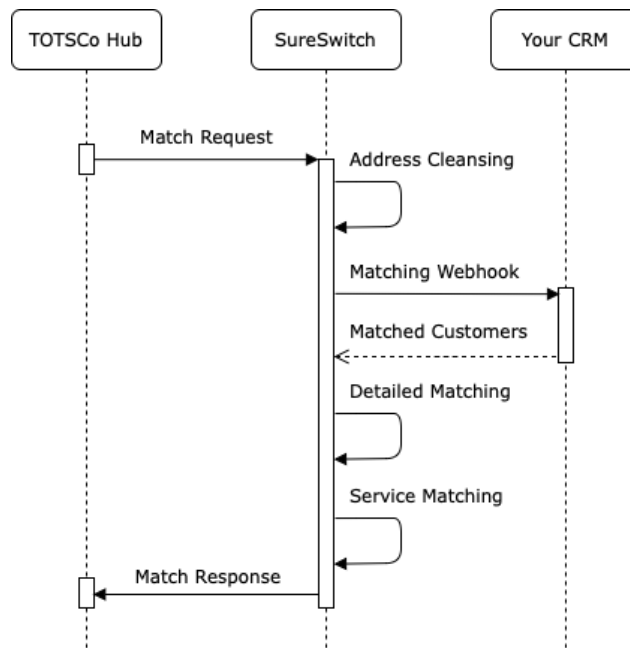 TOTSCo Hub
SureSwitch
Your CRM
Match Request
Address Cleansing
Matching Webhook
Matched Customers
Detailed Matching
Service Matching
Match Response